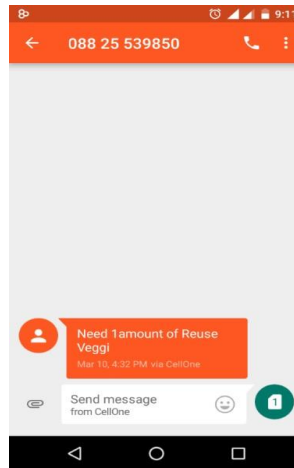 9:11
088 25 539850
Need 1amount of Reuse
Veggi
Mar 10, 4:32 PM via CellOne
Send message
from CellOne
1